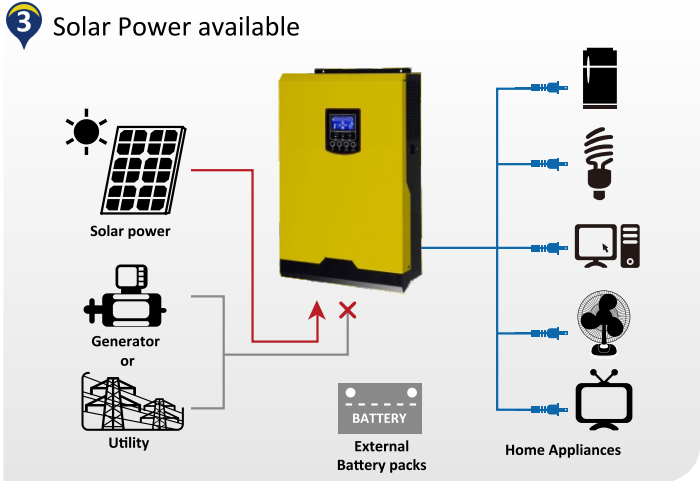 3 Solar Power available
Solar power
Generator
or
Utility
BATTERY
External
Battery packs
Home Appliances